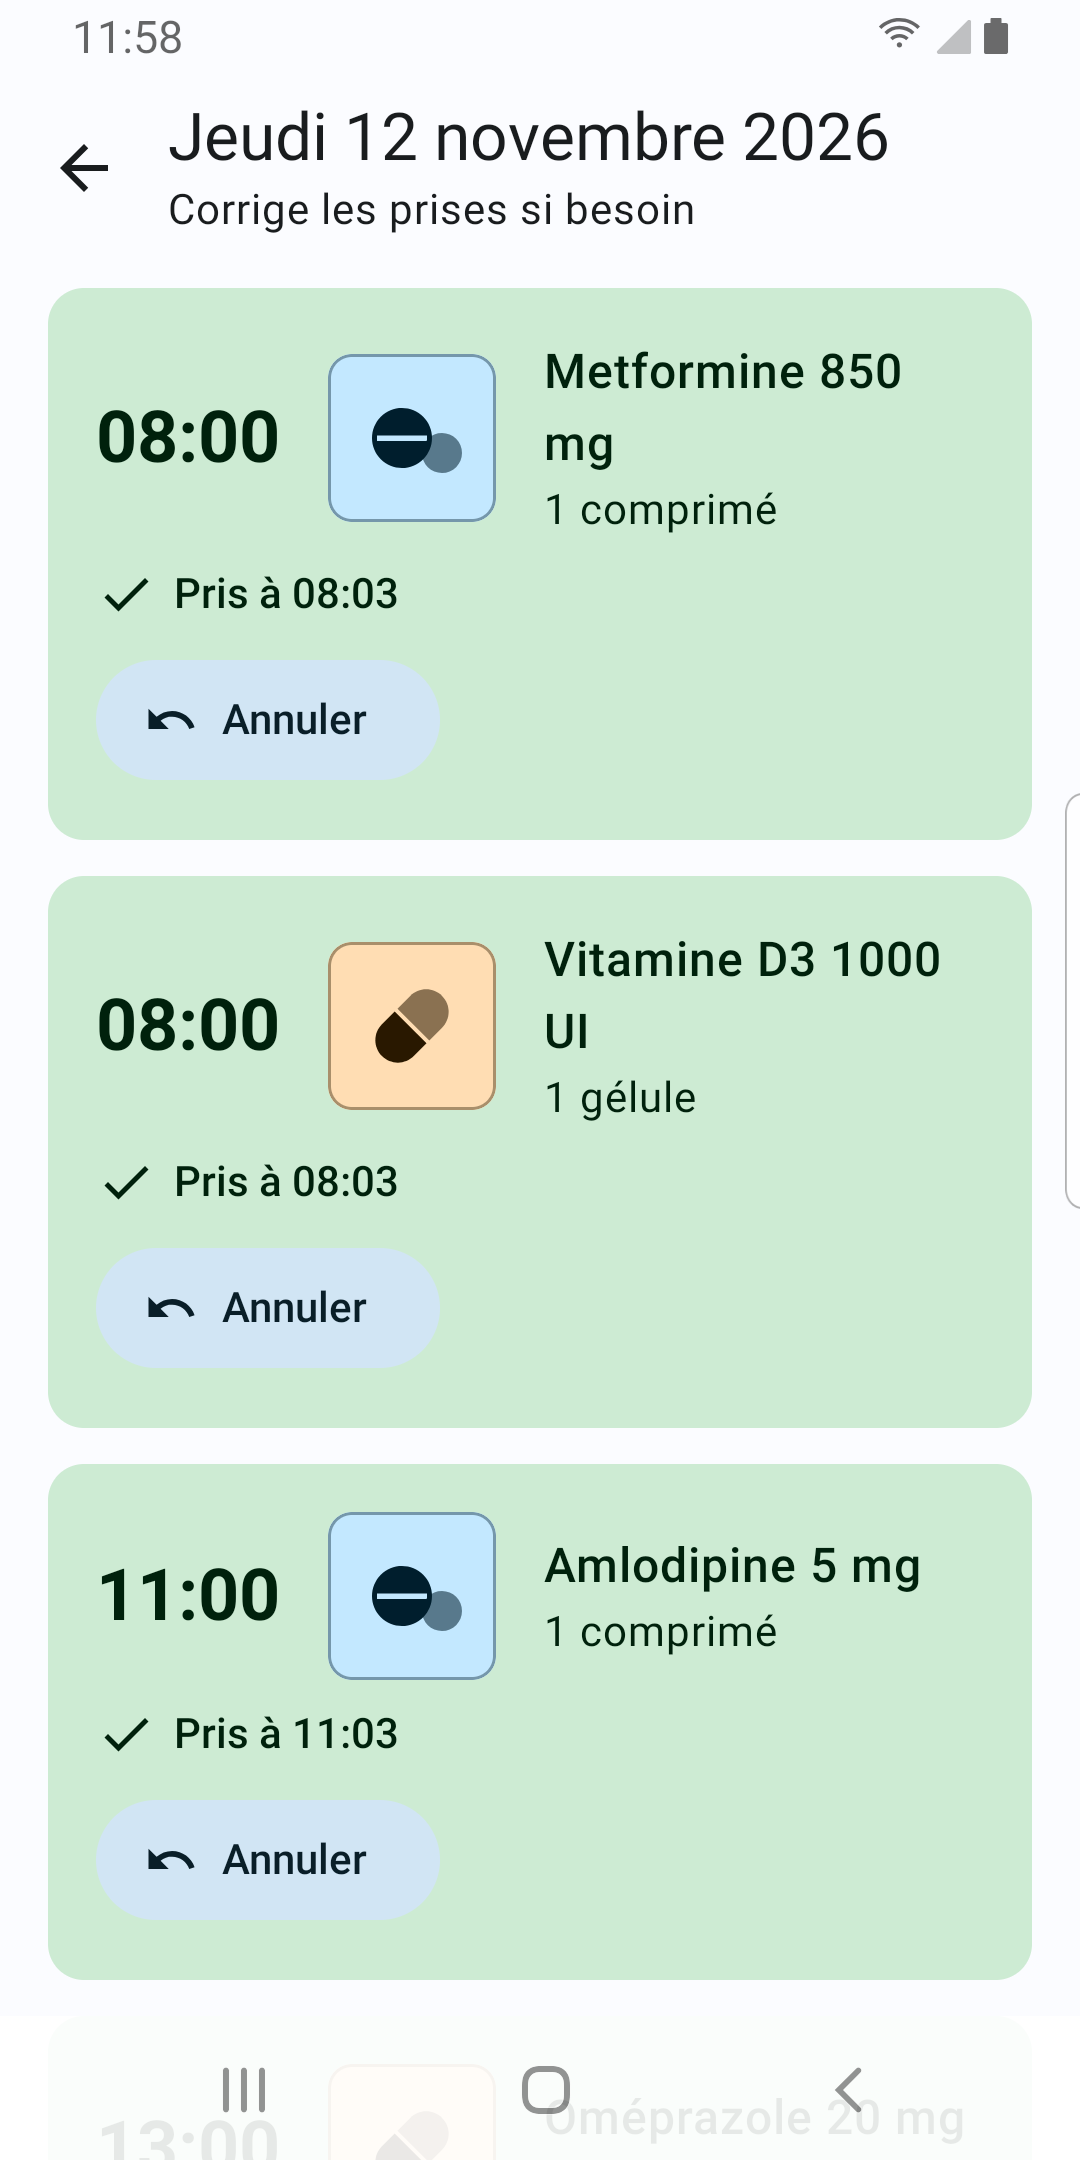 11:58
Jeudi 12 novembre 2026
Corrige les prises si besoin
08:00
Metformine 850
mg
1 comprimé
Pris à 08:03
Annuler
08:00
Vitamine D3 1000
UI
1 gélule
Pris à 08:03
Annuler
11:00
Amlodipine 5 mg
1 comprimé
Pris à 11:03
Annuler
13:00
Oméprazole 20 mg